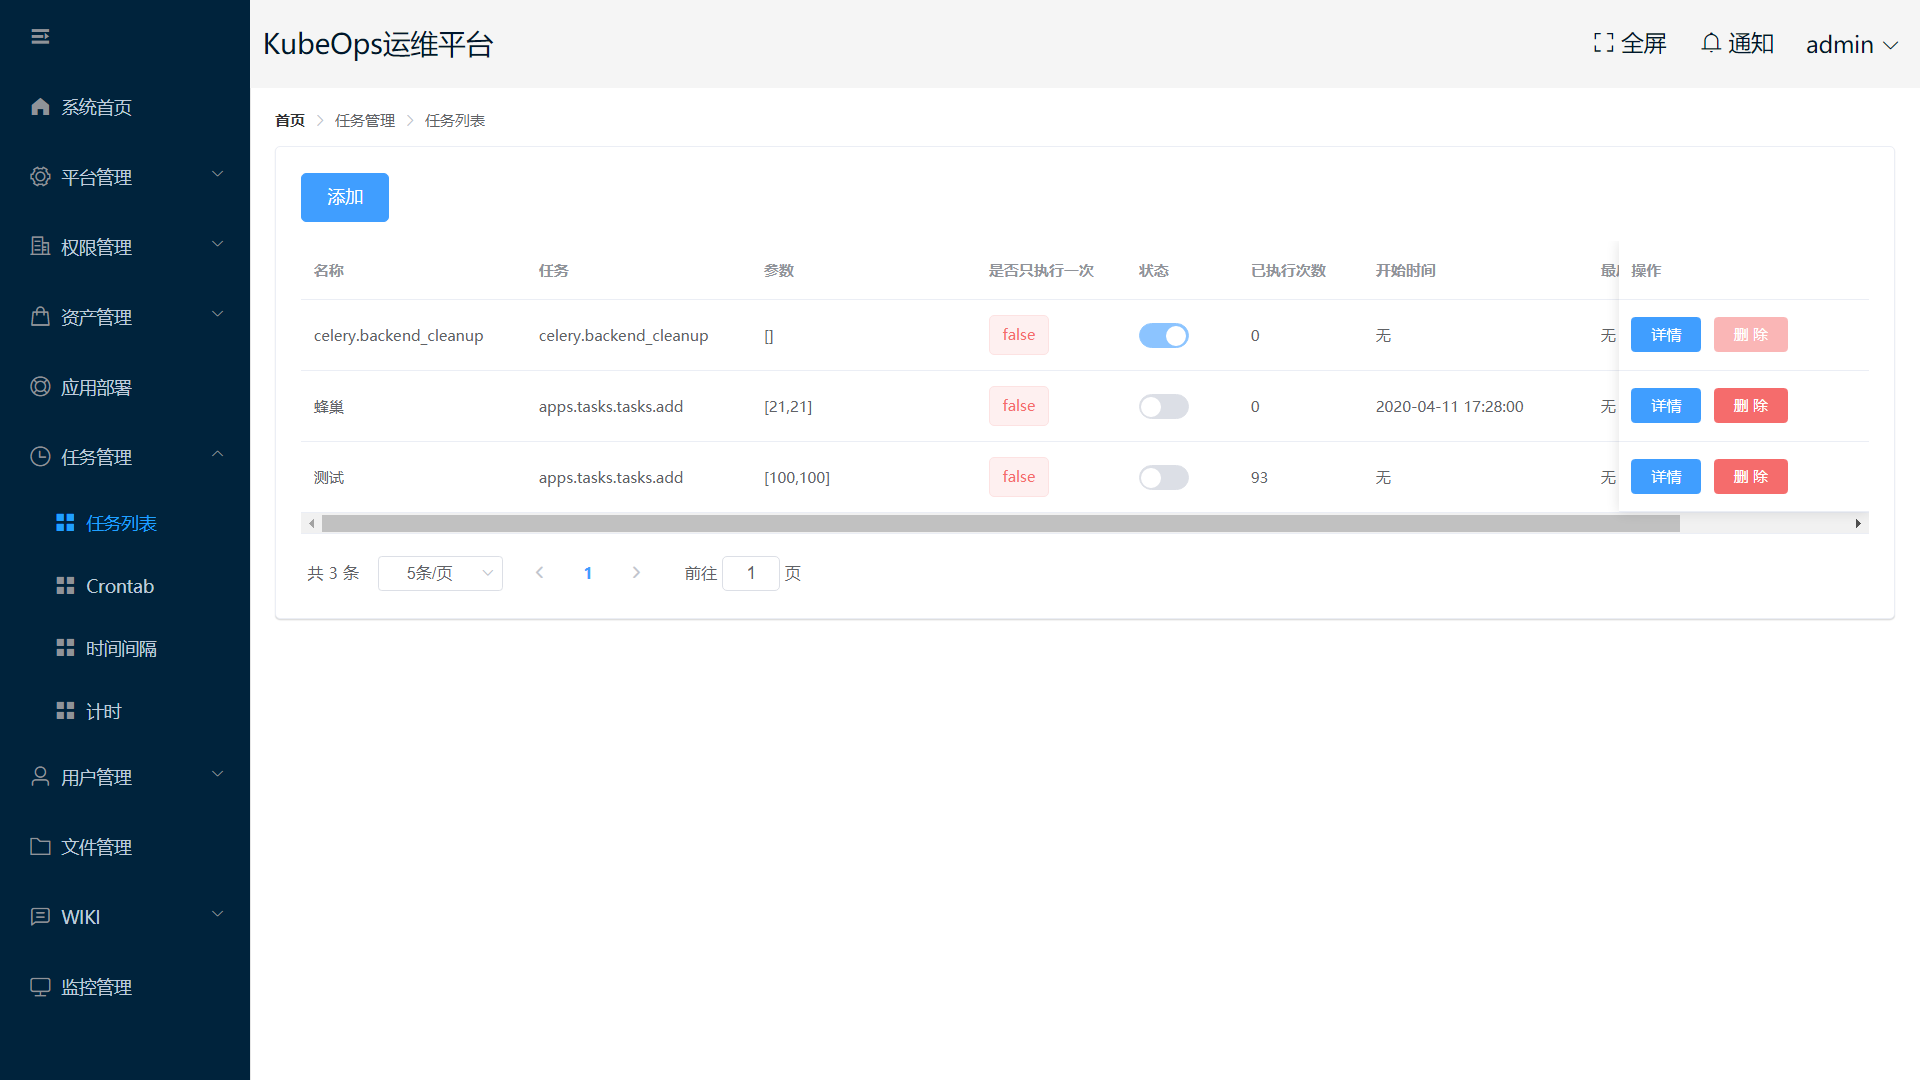 KubeOps运维平台
全屏 通知 admin
系统首页
平台管理
权限管理
资产管理
应用部署
任务管理
任务列表
Crontab
时间间隔
计时
用户管理
文件管理
WIKI
监控管理
首页 任务管理 任务列表
添加
名称 任务 参数 是否只执行一次 状态 已执行次数 开始时间 操作
celery.backend_cleanup celery.backend_cleanup [] false 0 无 无 详情 删 除
蜂巢 apps.tasks.tasks.add [21,21] false 0 2020-04-11 17:28:00 无 详情 删 除
测试 apps.tasks.tasks.add [100,100] false 93 无 无 详情 删 除
共 3 条 5条/页 1 前往 1 页